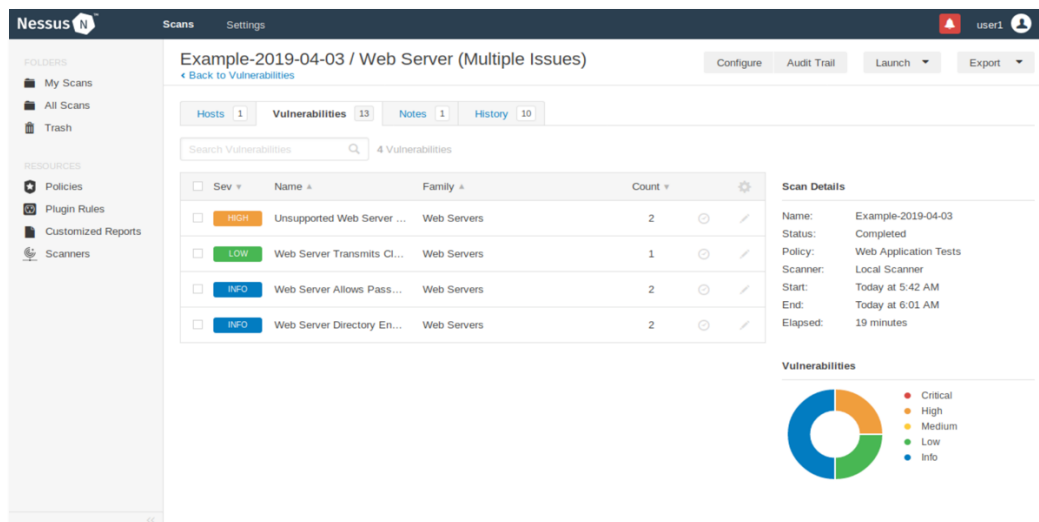 Nessus N
Scans Settings user1
FOLDERS
My Scans
All Scans
Trash
RESOURCES
Policies
Plugin Rules
Customized Reports
Scanners
Example-2019-04-03 / Web Server (Multiple Issues)
Back to Vulnerabilities
Configure Audit Trail Launch Export
Hosts 1 Vulnerabilities 13 Notes 1 History 10
Search Vulnerabilities 4 Vulnerabilities
Sev Name Family Count
HIGH Unsupported Web Server ... Web Servers 2
LOW Web Server Transmits Cl... Web Servers 1
INFO Web Server Allows Pass... Web Servers 2
INFO Web Server Directory En... Web Servers 2
Scan Details
Name: Example-2019-04-03
Status: Completed
Policy: Web Application Tests
Scanner: Local Scanner
Start: Today at 5:42 AM
End: Today at 6:01 AM
Elapsed: 19 minutes
Vulnerabilities
Critical
High
Medium
Low
Info